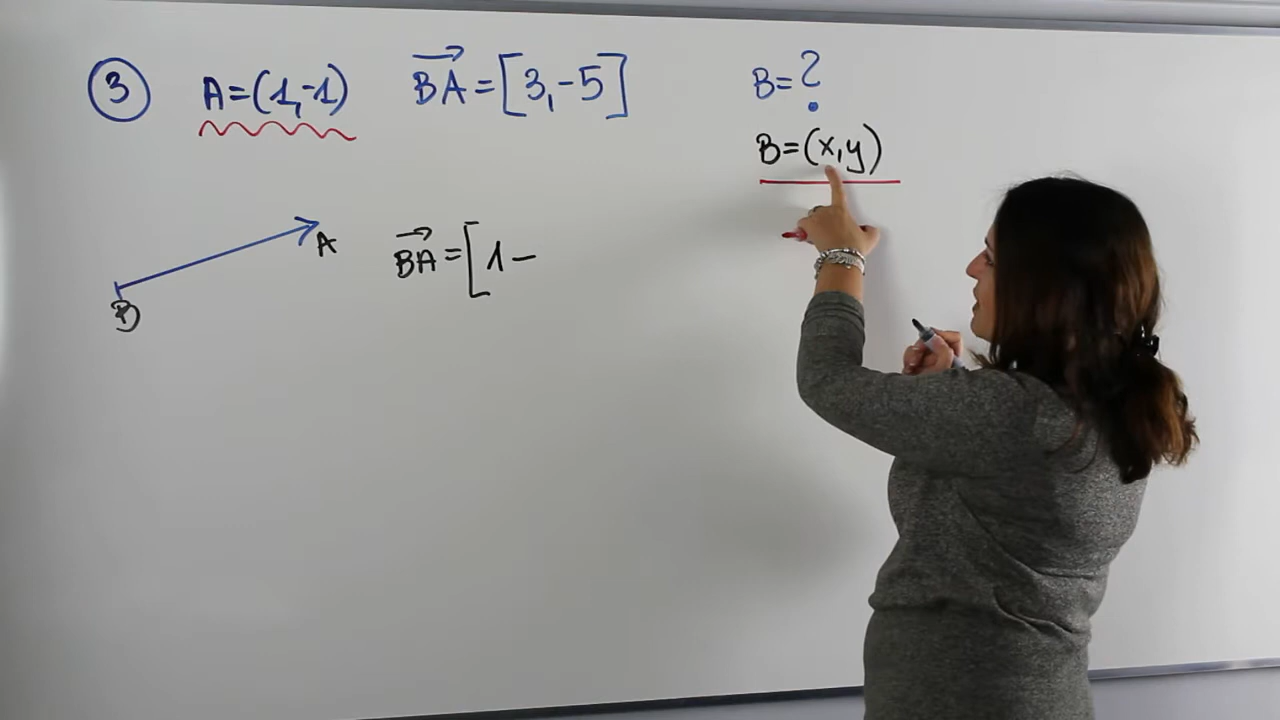 3 A=(1,-1) BA=[3,-5] B=?
B=(x,y)
A BA=[1-
B